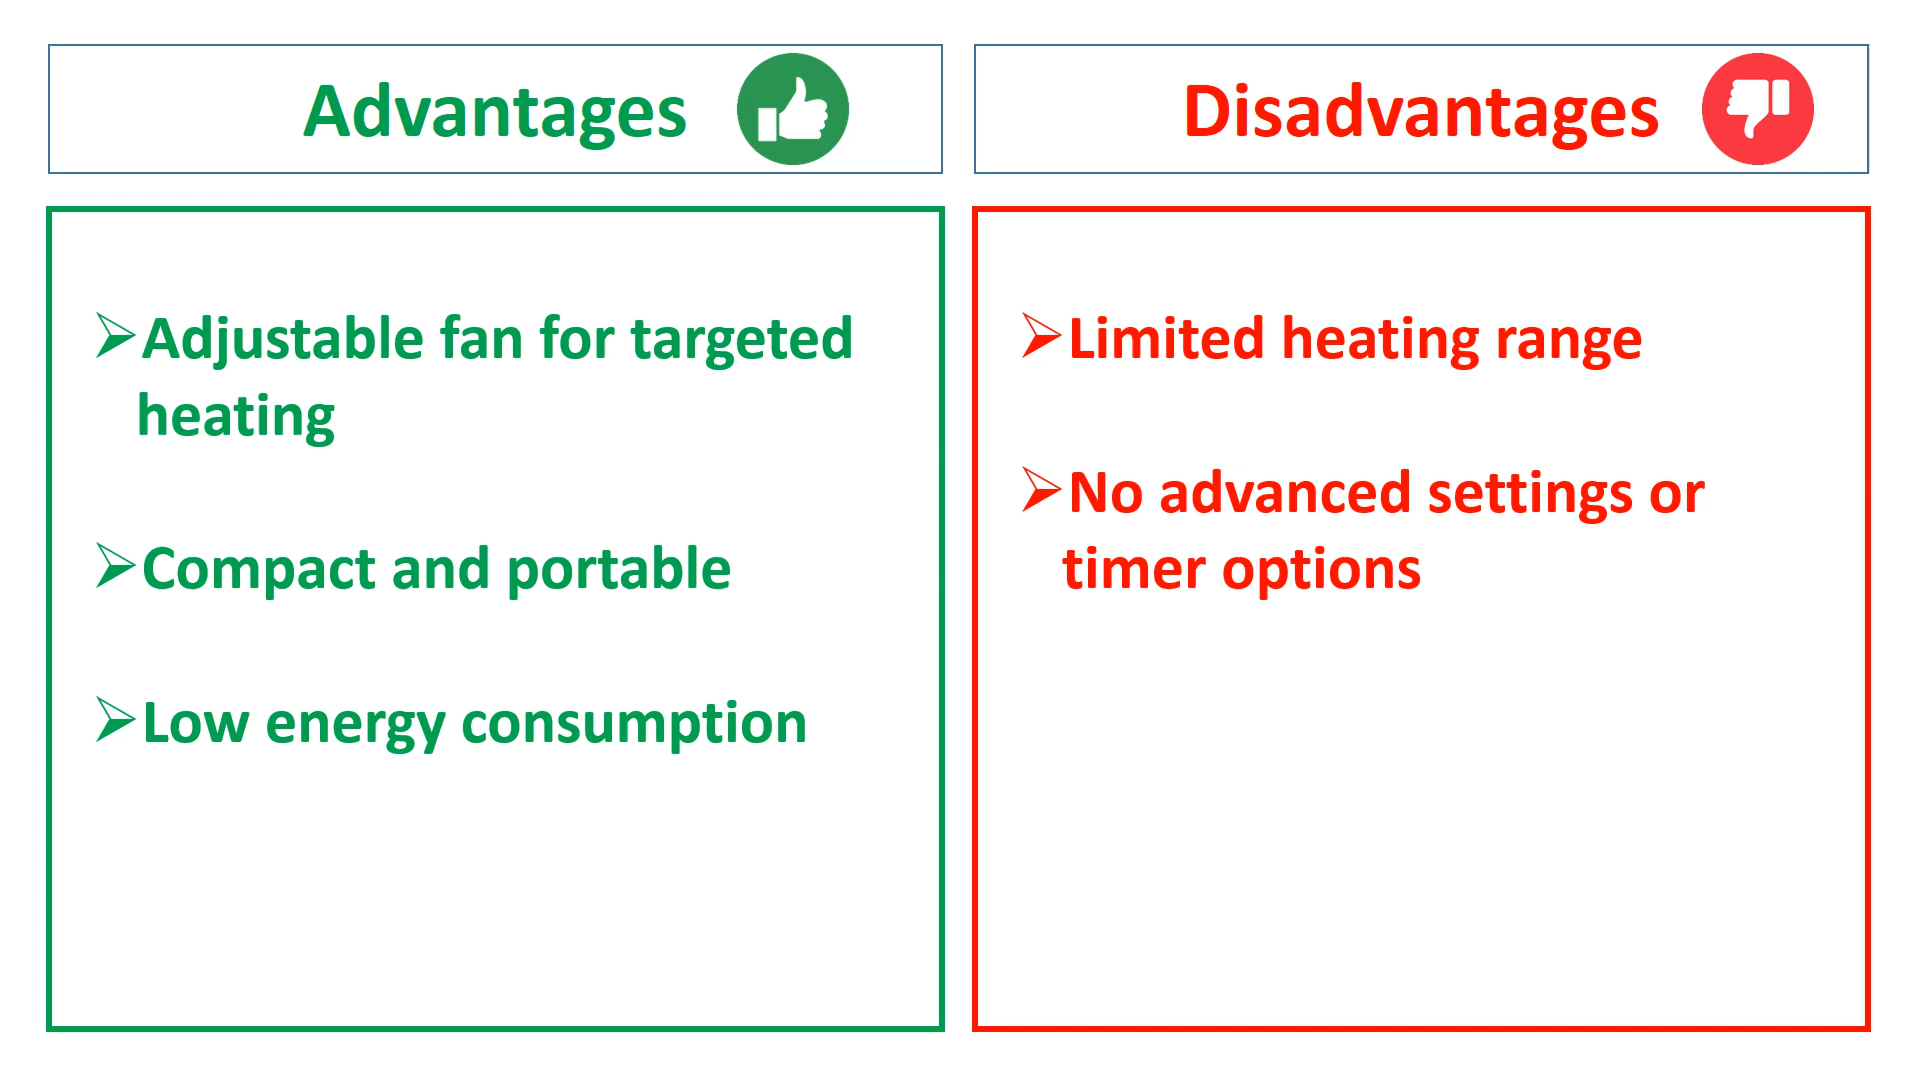 Advantages
Disadvantages
Adjustable fan for targeted
heating
Compact and portable
Low energy consumption
Limited heating range
No advanced settings or
timer options